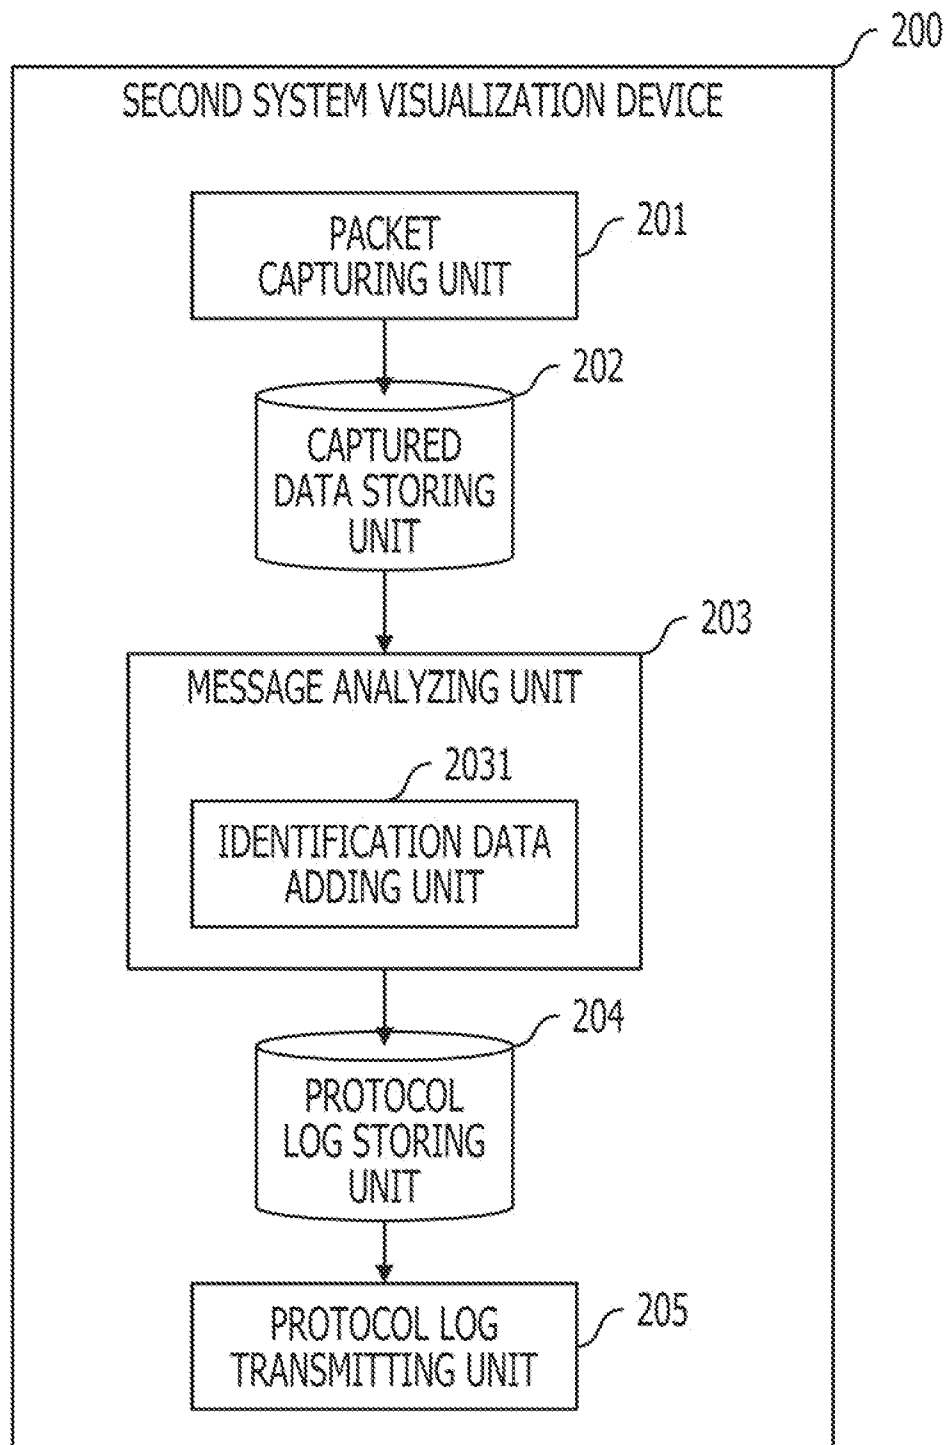 200
SECOND SYSTEM VISUALIZATION DEVICE
201
PACKET
CAPTURING UNIT
202
CAPTURED
DATA STORING
UNIT
203
MESSAGE ANALYZING UNIT
2031
IDENTIFICATION DATA
ADDING UNIT
204
PROTOCOL
LOG STORING
UNIT
205
PROTOCOL LOG
TRANSMITTING UNIT